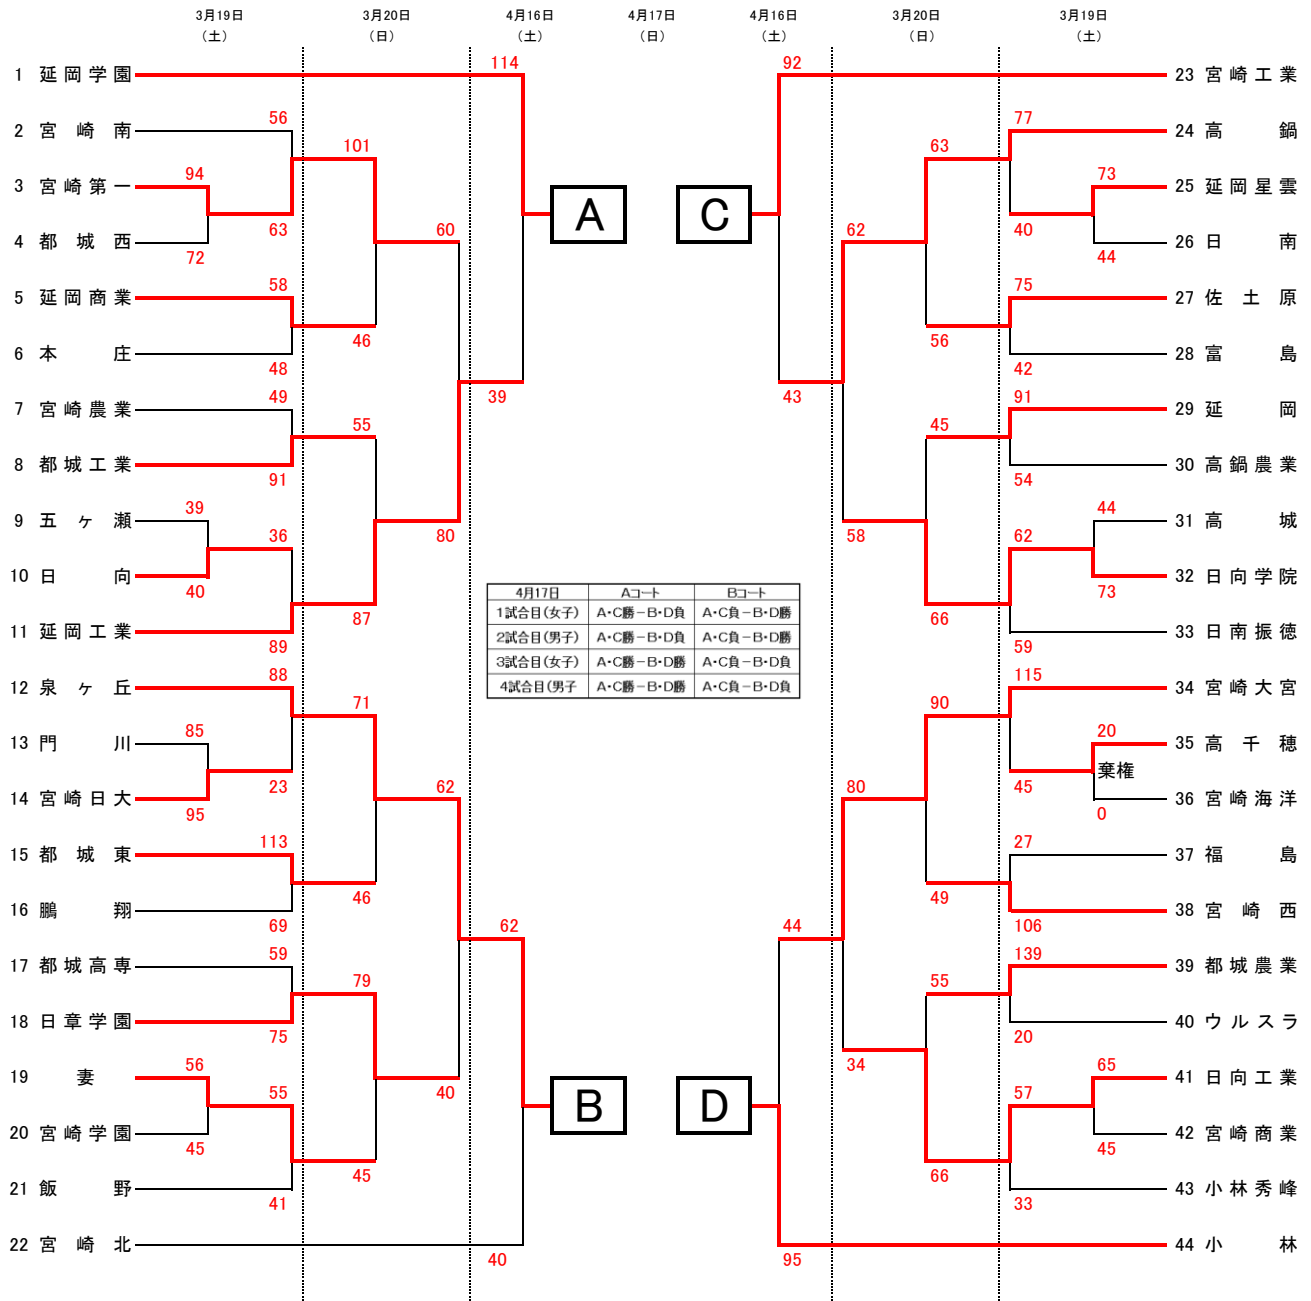 3月19日 3月20日 4月16日 4月17日 4月16日 3月20日 3月19日
（土） （日） （土） （日） （土） （日） （土）
114 92
1 延岡学園 23 宮崎工業
56 77
2 宮崎南 24 高鍋
101 63
94 73
3 宮崎第一 25 延岡星雲
A C
63 60 62 40
4 都城西 26 日南
72 44
58 75
5 延岡商業 27 佐土原
46 56
6 本庄 28 富島
48 42
49 39 43 91
7 宮崎農業 29 延岡
55 45
8 都城工業 30 高鍋農業
91 54
39 44
9 五ヶ瀬 31 高城
36 80 58 62
10 日向 32 日向学院
40 73
87 66
11 延岡工業 33 日南振徳
89 59
4月17日 Aコート Bコート
1試合目(女子) A・C勝－B・D負 A・C負－B・D勝
2試合目(男子) A・C勝－B・D負 A・C負－B・D勝
3試合目(女子) A・C勝－B・D勝 A・C負－B・D負
4試合目(男子 A・C勝－B・D勝 A・C負－B・D負
88 115
12 泉ヶ丘 34 宮崎大宮
71 90
85 20
13 門川 35 高千穂
棄権
23 62 80 45
14 宮崎日大 36 宮崎海洋
95 0
113 27
15 都城東 37 福島
46 49
16 鵬翔 38 宮崎西
69 62 44 106
59 139
17 都城高専 39 都城農業
79 55
18 日章学園 40 ウルスラ
75 20
56 34 65
19 妻 41 日向工業
55 40 57
B D
20 宮崎学園 42 宮崎商業
45 45
45 66
21 飯野 43 小林秀峰
41 33
22 宮崎北 44 小林
40 95